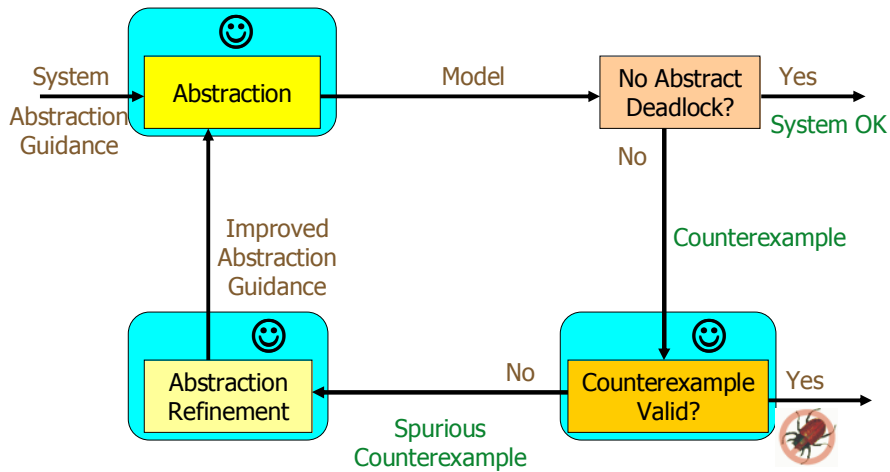 System
Abstraction
Guidance
Abstraction
Model
No Abstract
Deadlock?
Yes
System OK
No
Counterexample
Improved
Abstraction
Guidance
Abstraction
Refinement
No
Spurious
Counterexample
Counterexample
Valid?
Yes